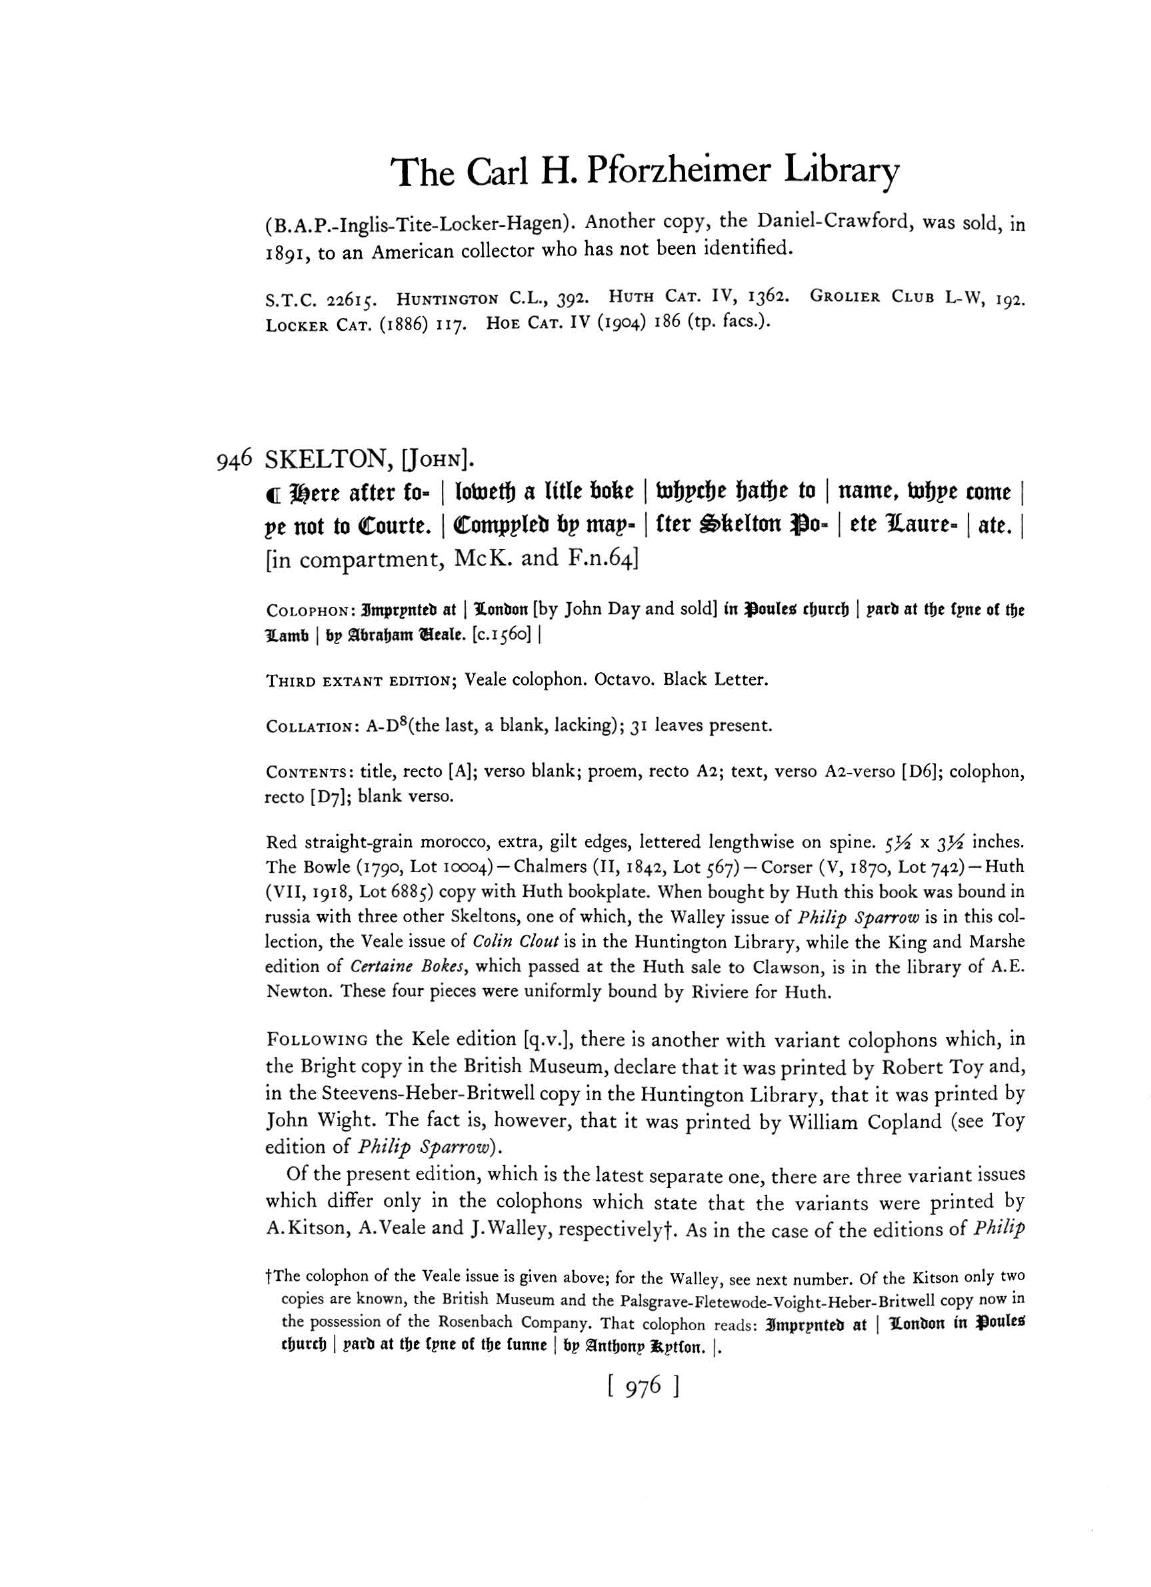 The Carl H. Pforzheimer Library
(B.A.P.-Inglis-Tite-Locker-Hagen). Another copy, the Daniel-Crawford, was sold, in
1891, to an American collector who has not been identified.
S.T.C. 22615. Huntington C.L., 392. Huth Cat. IV, 1362. Grolier Club L-W, 192.
Locker Cat. (1886) 117. Hoe Cat. IV (1904) 186 (tp. facs.).
946 SKELTON, [John].
⁋ Here after fo- | loweth a litle boke | whyche hathe to | name, whye come |
ye not to Courte. | Compyled by may- | ster Skelton Po- | ete Laure- | ate. |
[in compartment, McK. and F.n.64]
Colophon: Imprynted at | London [by John Day and sold] in Poules church | yard at the syne of the
Lamb | by Abraham Veale. [c.1560] |
Third extant edition; Veale colophon. Octavo. Black Letter.
Collation: A-D⁸(the last, a blank, lacking); 31 leaves present.
Contents: title, recto [A]; verso blank; proem, recto A2; text, verso A2-verso [D6]; colophon,
recto [D7]; blank verso.
Red straight-grain morocco, extra, gilt edges, lettered lengthwise on spine. 5½ x 3½ inches.
The Bowle (1790, Lot 10004)—Chalmers (II, 1842, Lot 567)—Corser (V, 1870, Lot 742)—Huth
(VII, 1918, Lot 6885) copy with Huth bookplate. When bought by Huth this book was bound in
russia with three other Skeltons, one of which, the Walley issue of Philip Sparrow is in this col-
lection, the Veale issue of Colin Clout is in the Huntington Library, while the King and Marshe
edition of Certaine Bokes, which passed at the Huth sale to Clawson, is in the library of A.E.
Newton. These four pieces were uniformly bound by Riviere for Huth.
Following the Kele edition [q.v.], there is another with variant colophons which, in
the Bright copy in the British Museum, declare that it was printed by Robert Toy and,
in the Steevens-Heber-Britwell copy in the Huntington Library, that it was printed by
John Wight. The fact is, however, that it was printed by William Copland (see Toy
edition of Philip Sparrow).
Of the present edition, which is the latest separate one, there are three variant issues
which differ only in the colophons which state that the variants were printed by
A.Kitson, A.Veale and J.Walley, respectively†. As in the case of the editions of Philip
†The colophon of the Veale issue is given above; for the Walley, see next number. Of the Kitson only two
copies are known, the British Museum and the Palsgrave-Fletewode-Voight-Heber-Britwell copy now in
the possession of the Rosenbach Company. That colophon reads: Imprynted at | London in Poules
church | yard at the syne of the sunne | by Anthony Kytson. |.
[ 976 ]